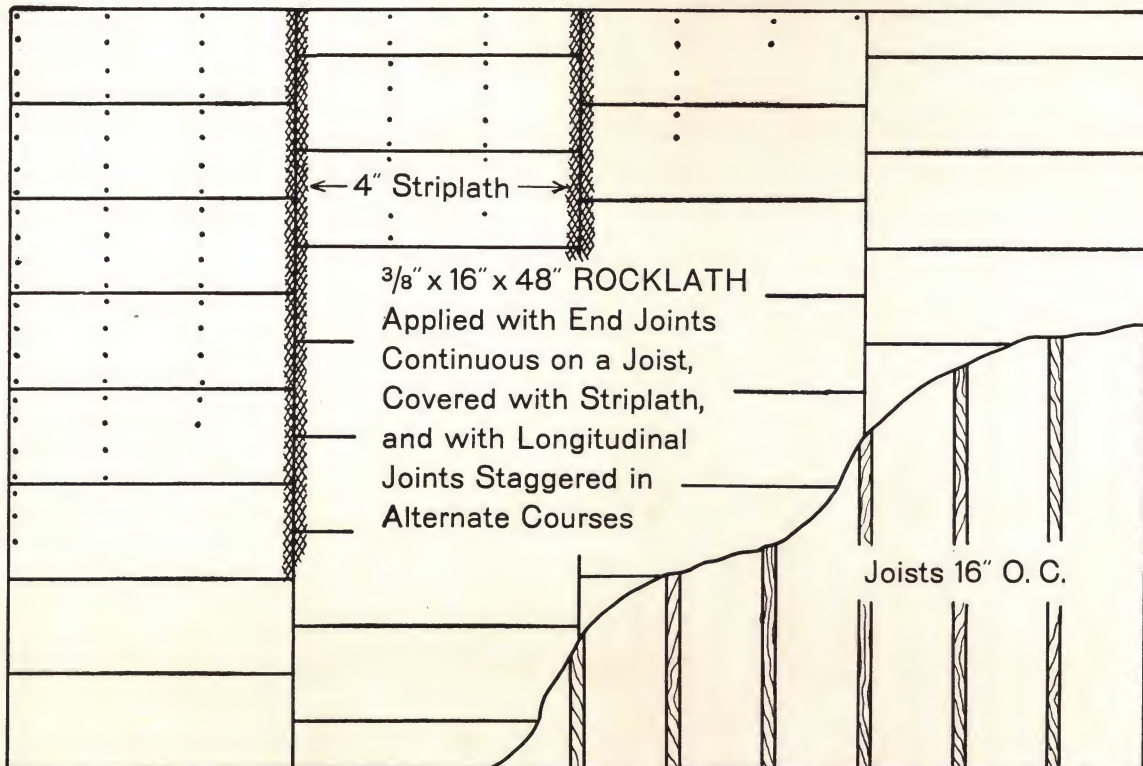 4" Striplath
3/8" x 16" x 48" ROCKLATH
Applied with End Joints
Continuous on a Joist,
Covered with Striplath,
and with Longitudinal
Joints Staggered in
Alternate Courses
Joists 16" O. C.